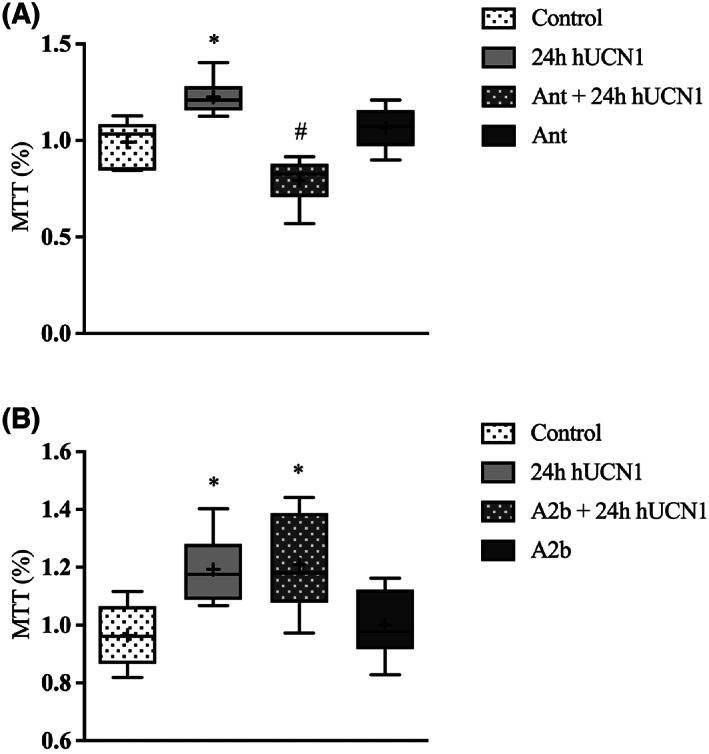 (A)
Control
24h hUCN1
Ant + 24h hUCN1
Ant
MTT (%)
1.5
1.0
0.5
0.0
*
#
(B)
Control
24h hUCN1
A2b + 24h hUCN1
A2b
MTT (%)
1.6
1.4
1.2
1.0
0.8
0.6
* *